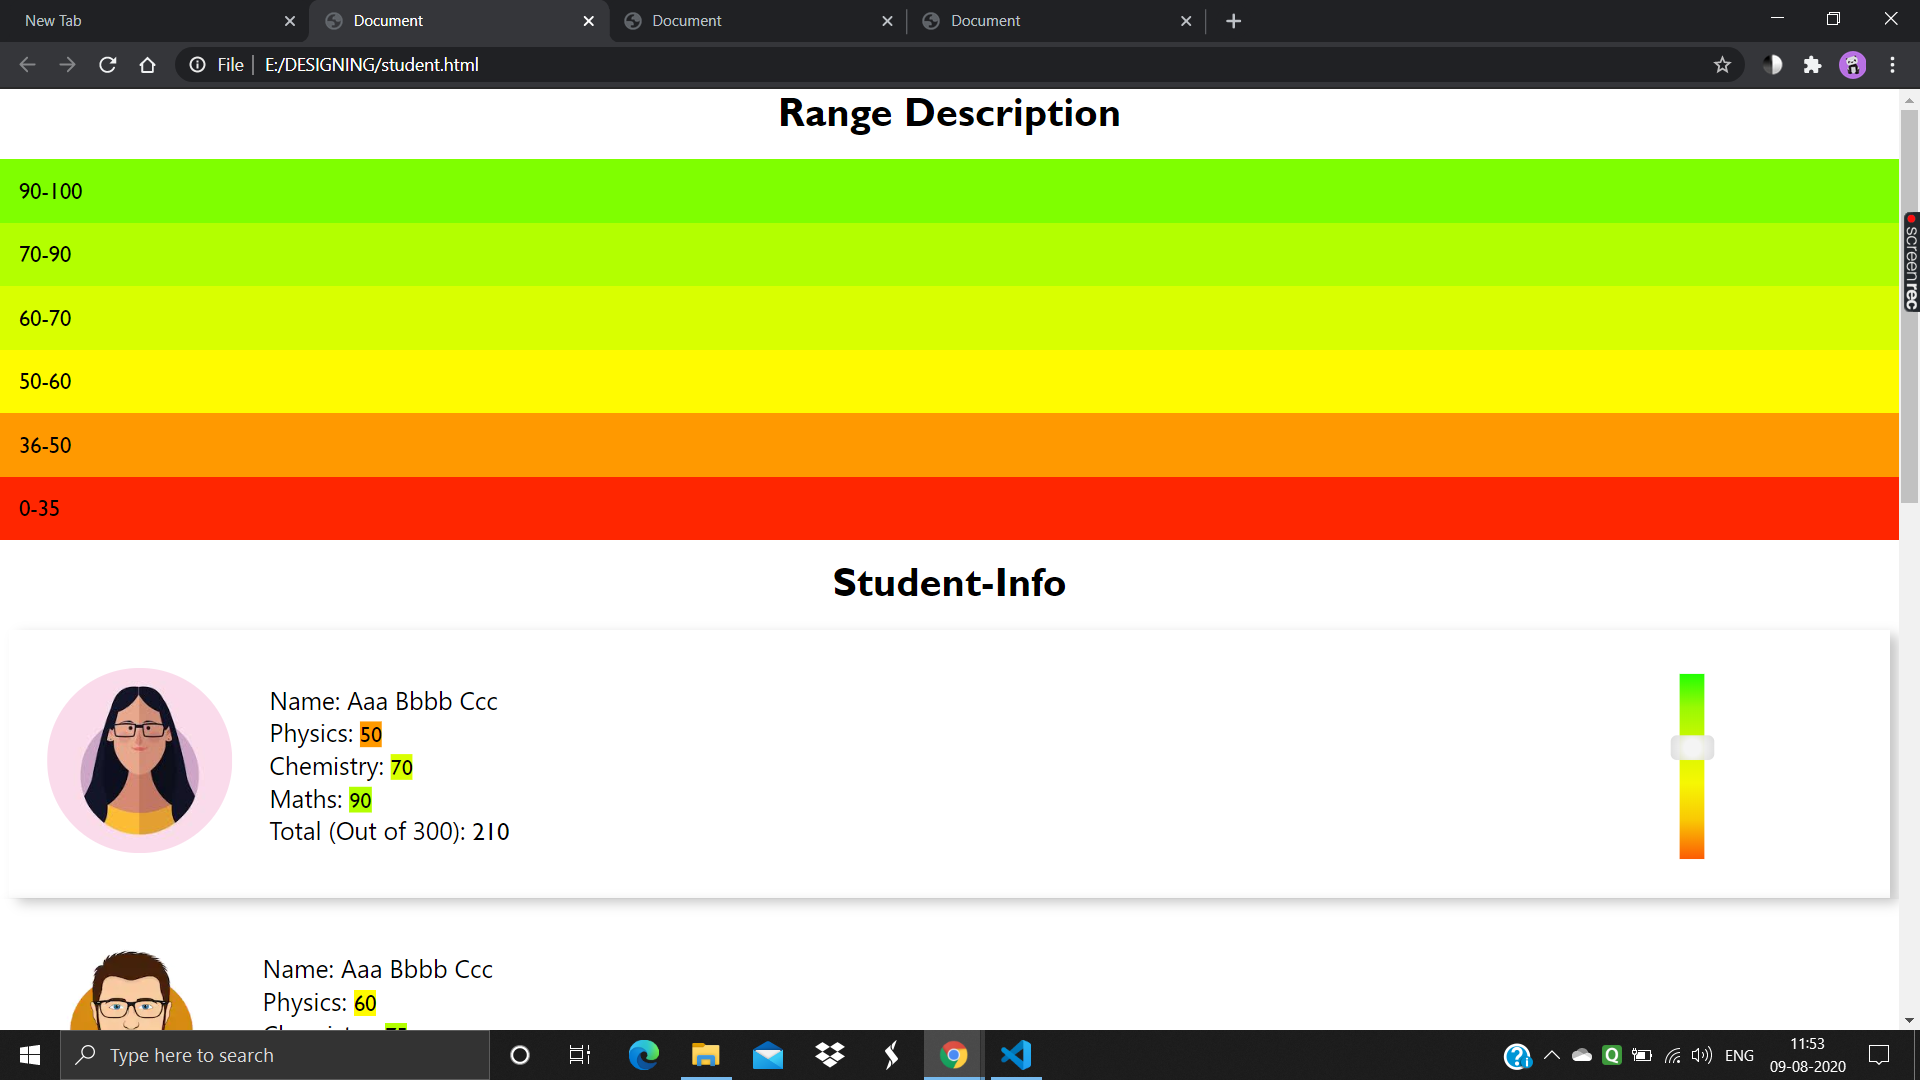 New Tab
Document
Document
Document
File
E:/DESIGNING/student.html
Range Description
90-100
70-90
60-70
50-60
36-50
0-35
screenrec
Student-Info
Name: Aaa Bbbb Ccc
Physics: 50
Chemistry: 70
Maths: 90
Total (Out of 300): 210
Name: Aaa Bbbb Ccc
Physics: 60
Type here to search
ENG
11:53
09-08-2020